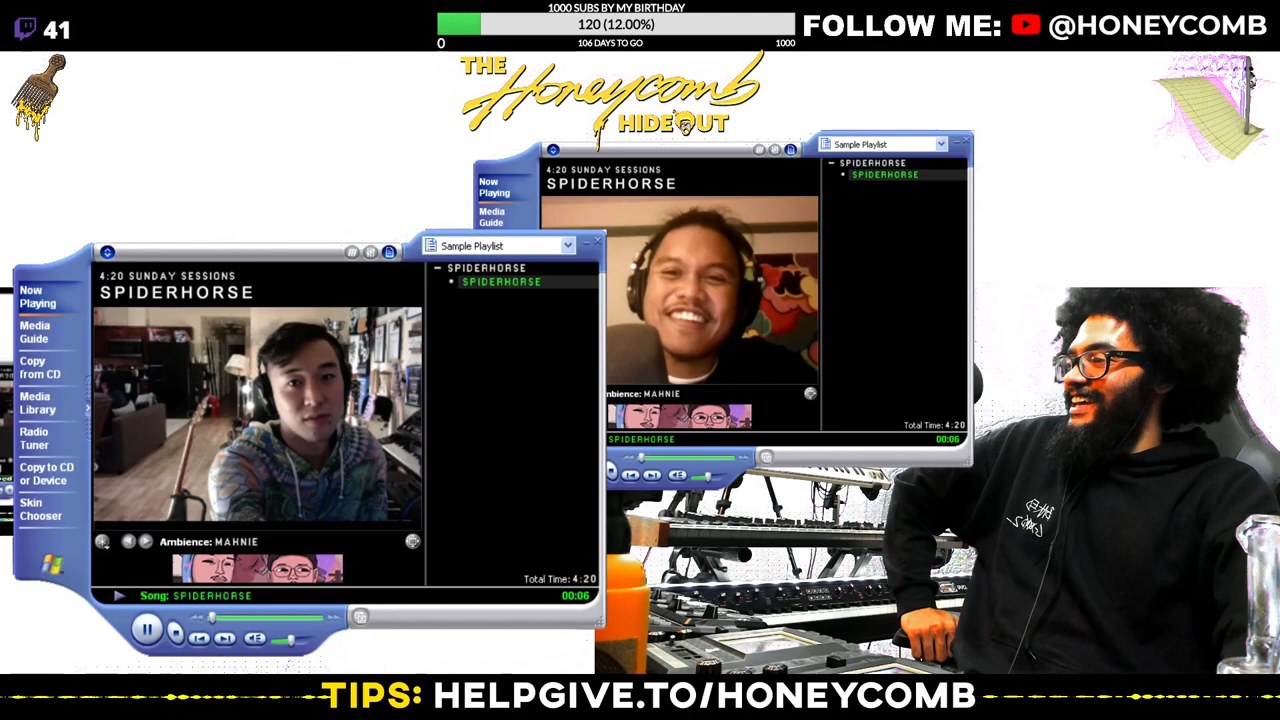 41
1000 SUBS BY MY BIRTHDAY
120 (12.00%)
0
106 DAYS TO GO
1000
FOLLOW ME: @HONEYCOMB
THE
Honeycomb
HIDEOUT
Sample Playlist
4:20 SUNDAY SESSIONS
SPIDERHORSE
SPIDERHORSE
SPIDERHORSE
Now
Playing
Media
Guide
Ambience: MAHNIE
Total Time: 4:20
SPIDERHORSE
00:06
Sample Playlist
4:20 SUNDAY SESSIONS
SPIDERHORSE
SPIDERHORSE
SPIDERHORSE
Now
Playing
Media
Guide
Copy
from CD
Media
Library
Radio
Tuner
Copy to CD
or Device
Skin
Chooser
Ambience: MAHNIE
Total Time: 4:20
Song: SPIDERHORSE
00:06
TIPS: HELPGIVE.TO/HONEYCOMB